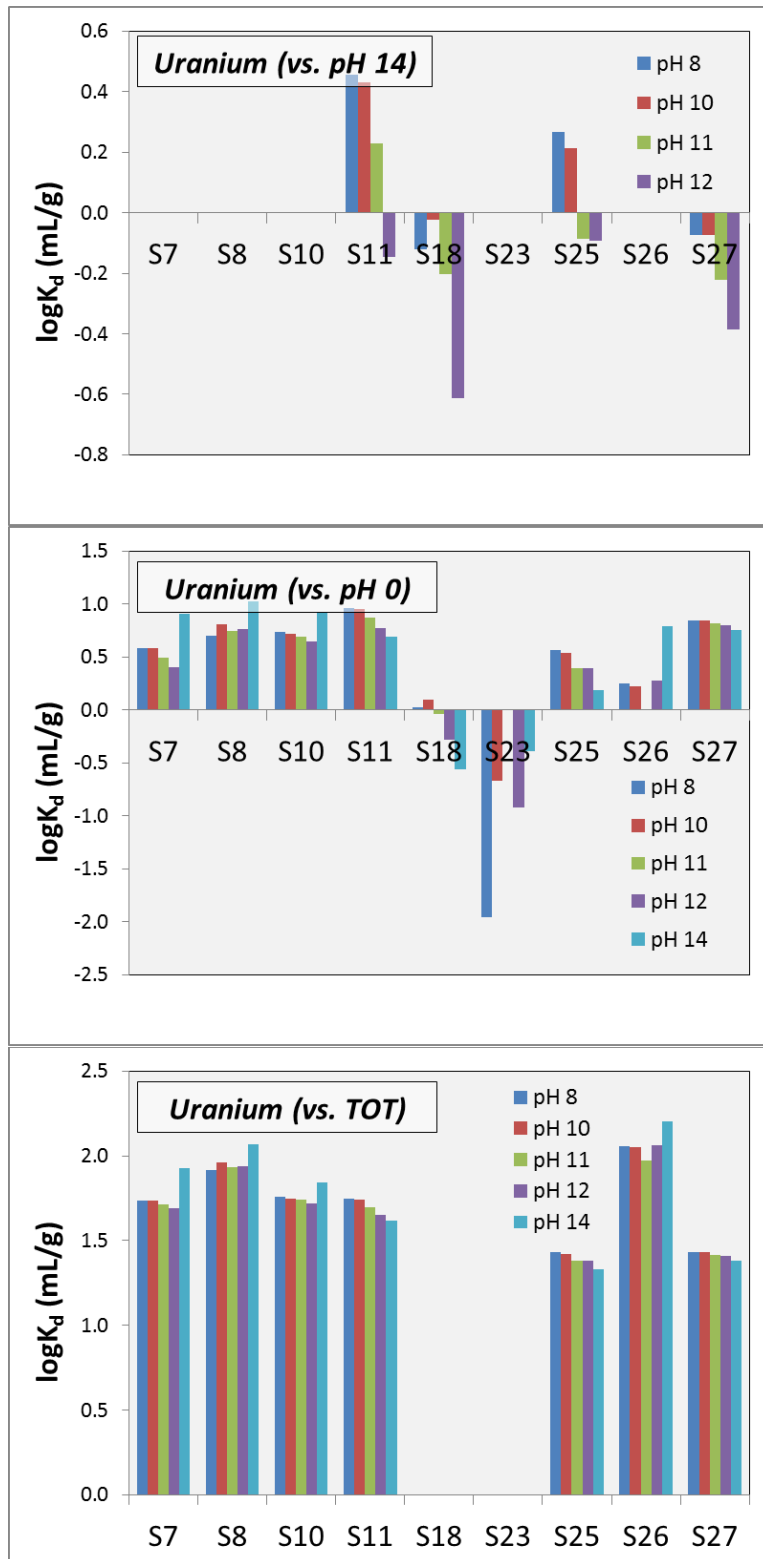 Uranium (vs. pH 14)
pH 8
pH 10
pH 11
pH 12
0.6
0.4
0.2
0.0
-0.2
-0.4
-0.6
-0.8
logKd (mL/g)
S7 S8 S10 S11 S18 S23 S25 S26 S27
Uranium (vs. pH 0)
1.5
1.0
0.5
0.0
-0.5
-1.0
-1.5
-2.0
-2.5
logKd (mL/g)
S7 S8 S10 S11 S18 S23 S25 S26 S27
pH 8
pH 10
pH 11
pH 12
pH 14
Uranium (vs. TOT)
pH 8
pH 10
pH 11
pH 12
pH 14
2.5
2.0
1.5
1.0
0.5
0.0
logKd (mL/g)
S7 S8 S10 S11 S18 S23 S25 S26 S27